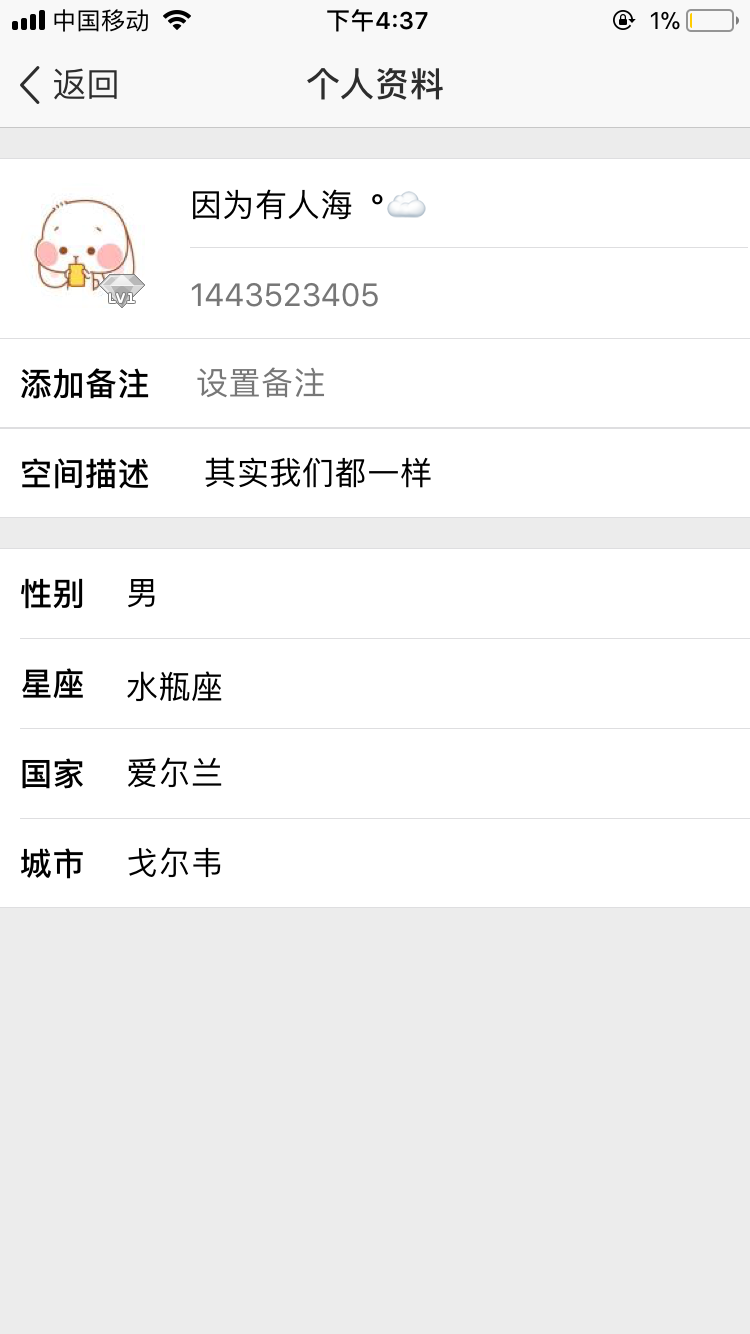 中国移动 下午4:37 1%
返回 个人资料
因为有人海 °☁️
LV1
1443523405
添加备注 设置备注
空间描述 其实我们都一样
性别 男
星座 水瓶座
国家 爱尔兰
城市 戈尔韦